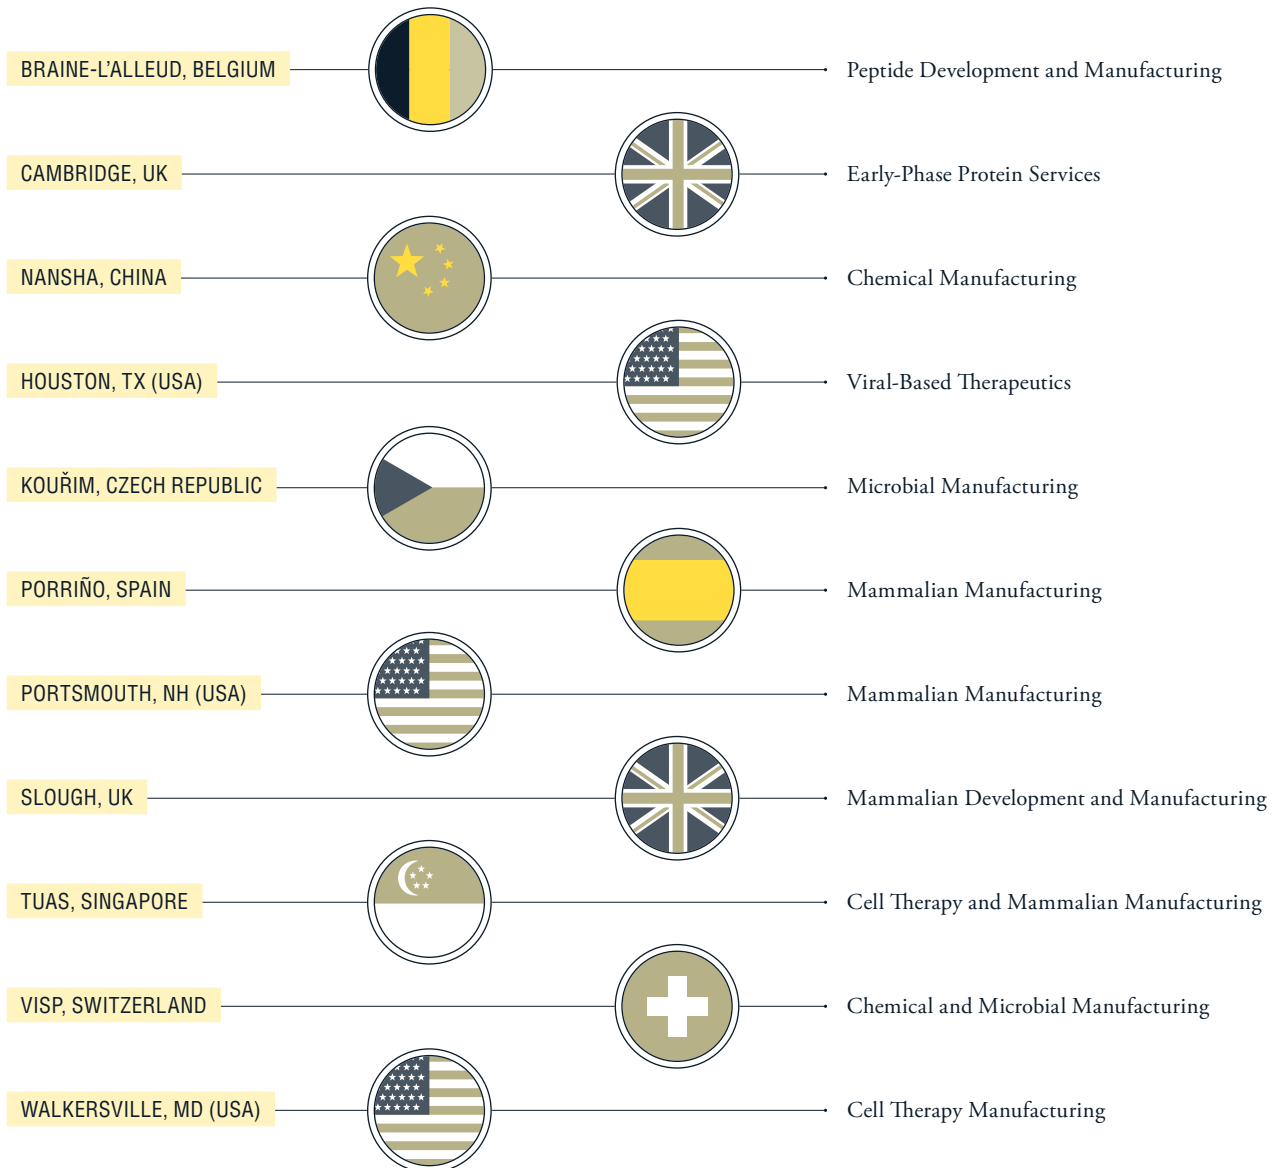 BRAINE-L’ALLEUD, BELGIUM Peptide Development and Manufacturing
CAMBRIDGE, UK Early-Phase Protein Services
NANSHA, CHINA Chemical Manufacturing
HOUSTON, TX (USA) Viral-Based Therapeutics
KOUŘIM, CZECH REPUBLIC Microbial Manufacturing
PORRIÑO, SPAIN Mammalian Manufacturing
PORTSMOUTH, NH (USA) Mammalian Manufacturing
SLOUGH, UK Mammalian Development and Manufacturing
TUAS, SINGAPORE Cell Therapy and Mammalian Manufacturing
VISP, SWITZERLAND Chemical and Microbial Manufacturing
WALKERSVILLE, MD (USA) Cell Therapy Manufacturing